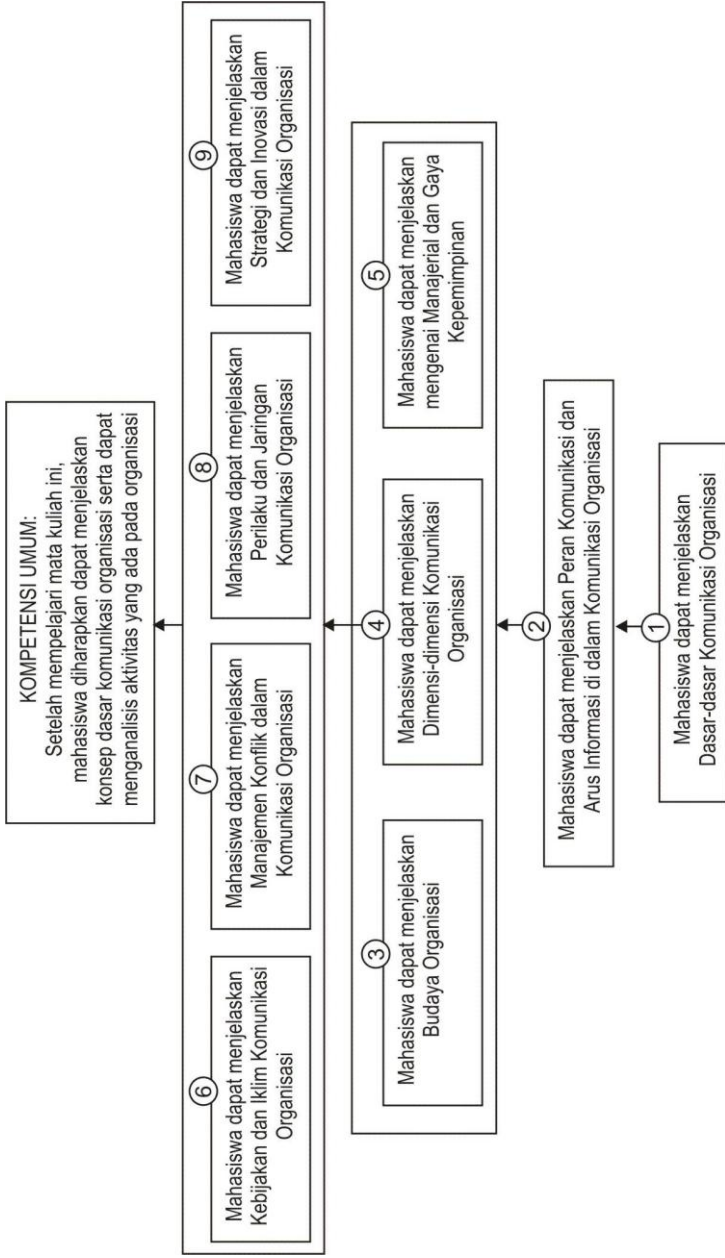 KOMPETENSI UMUM:
Setelah mempelajari mata kuliah ini,
mahasiswa diharapkan dapat menjelaskan
konsep dasar komunikasi organisasi serta dapat
menganalisis aktivitas yang ada pada organisasi
6
Mahasiswa dapat menjelaskan
Kebijakan dan Iklim Komunikasi
Organisasi
7
Mahasiswa dapat menjelaskan
Manajemen Konflik dalam
Komunikasi Organisasi
8
Mahasiswa dapat menjelaskan
Perilaku dan Jaringan
Komunikasi Organisasi
9
Mahasiswa dapat menjelaskan
Strategi dan Inovasi dalam
Komunikasi Organisasi
3
Mahasiswa dapat menjelaskan
Budaya Organisasi
4
Mahasiswa dapat menjelaskan
Dimensi-dimensi Komunikasi
Organisasi
5
Mahasiswa dapat menjelaskan
mengenai Manajerial dan Gaya
Kepemimpinan
2
Mahasiswa dapat menjelaskan Peran Komunikasi dan
Arus Informasi di dalam Komunikasi Organisasi
1
Mahasiswa dapat menjelaskan
Dasar-dasar Komunikasi Organisasi